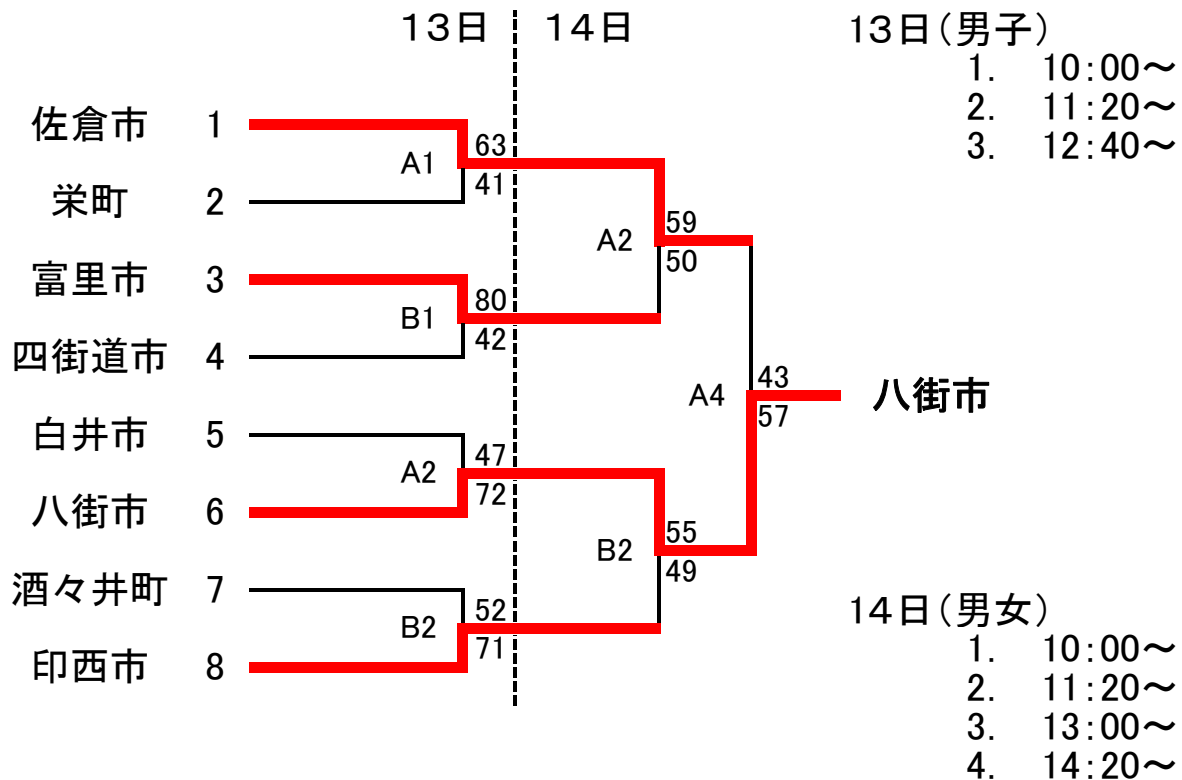 13日 14日
13日(男子)
1. 10:00～
2. 11:20～
3. 12:40～
佐倉市 1
A1
63
41
栄町 2
A2
59
50
富里市 3
B1
80
42
四街道市 4
A4
43
57
八街市
白井市 5
A2
47
72
八街市 6
B2
55
49
酒々井町 7
B2
52
71
印西市 8
14日(男女)
1. 10:00～
2. 11:20～
3. 13:00～
4. 14:20～